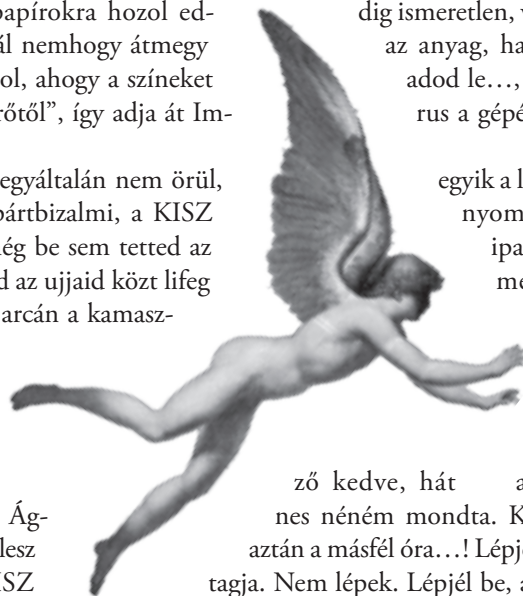 papírokra hozol ed-
ál nemhogy átmegy
ol, ahogy a színeket
rőtől”, így adja át Im-
egyáltalán nem örül,
pártbizalmi, a KISZ
még be sem tetted az
d az ujjaid közt lifeg
arcán a kamasz-
Ág-
lesz
ISZ
dig ismeretlen, v
az anyag, ha
adod le…,
rus a gépé
egyik a l
nyom
ipa
me
ző kedve, hát a
nes néném mondta. K
aztán a másfél óra…! Lépje
tagja. Nem lépek. Lépjél be, a